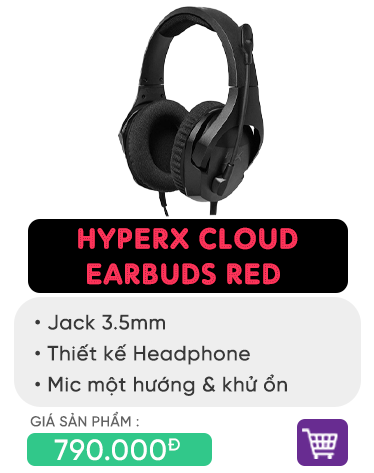 HYPERX CLOUD
EARBUDS RED
• Jack 3.5mm
• Thiết kế Headphone
• Mic một hướng & khử ổn
GIÁ SẢN PHẨM :
790.000Đ